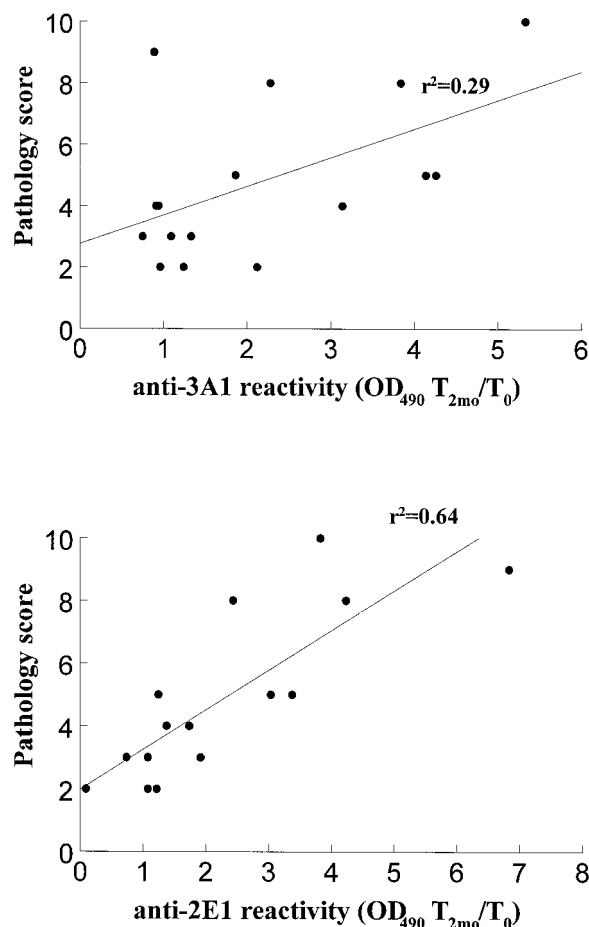 10
8
6
4
2
0
Pathology score
r²=0.29
0 1 2 3 4 5 6
anti-3A1 reactivity (OD₄₉₀ T₂ₘₒ/T₀)
10
8
6
4
2
0
Pathology score
r²=0.64
0 1 2 3 4 5 6 7 8
anti-2E1 reactivity (OD₄₉₀ T₂ₘₒ/T₀)